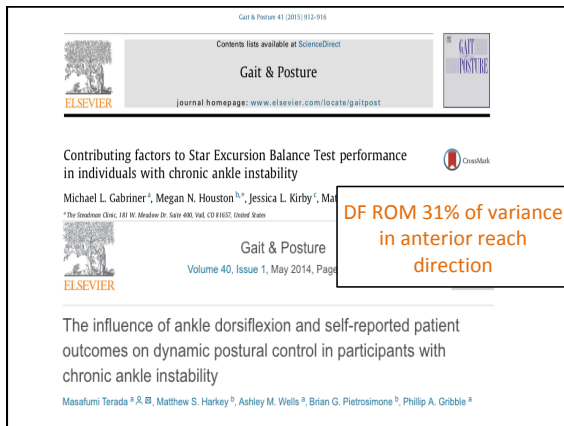 Gait & Posture 41 (2015) 912–916
Contents lists available at ScienceDirect
Gait & Posture
journal homepage: www.elsevier.com/locate/gaitpost
ELSEVIER
GAIT
POSTURE
Contributing factors to Star Excursion Balance Test performance
in individuals with chronic ankle instability
CrossMark
Michael L. Gabriner a, Megan N. Houston b,*, Jessica L. Kirby c, Mat
a The Steadman Clinic, 181 W. Meadow Dr. Suite 400, Vail, CO 81657, United States
DF ROM 31% of variance
in anterior reach
direction
ELSEVIER
Gait & Posture
Volume 40, Issue 1, May 2014, Page
The influence of ankle dorsiflexion and self-reported patient
outcomes on dynamic postural control in participants with
chronic ankle instability
Masafumi Terada a, Matthew S. Harkey b, Ashley M. Wells a, Brian G. Pietrosimone b, Phillip A. Gribble a